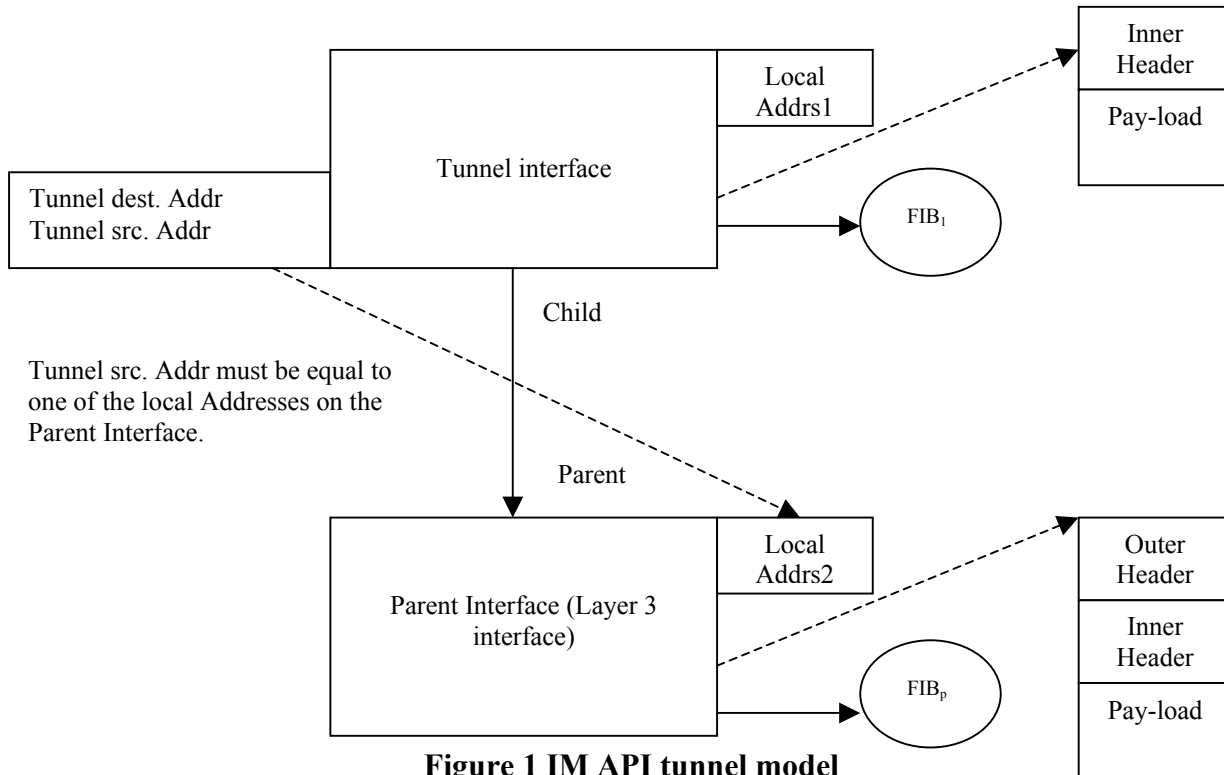 Inner
Header
Pay-load
Local
Addrs1
Tunnel interface
Tunnel dest. Addr
Tunnel src. Addr
FIB1
Child
Tunnel src. Addr must be equal to
one of the local Addresses on the
Parent Interface.
Parent
Local
Addrs2
Parent Interface (Layer 3
interface)
FIBp
Outer
Header
Inner
Header
Pay-load
Figure 1 IM API tunnel model